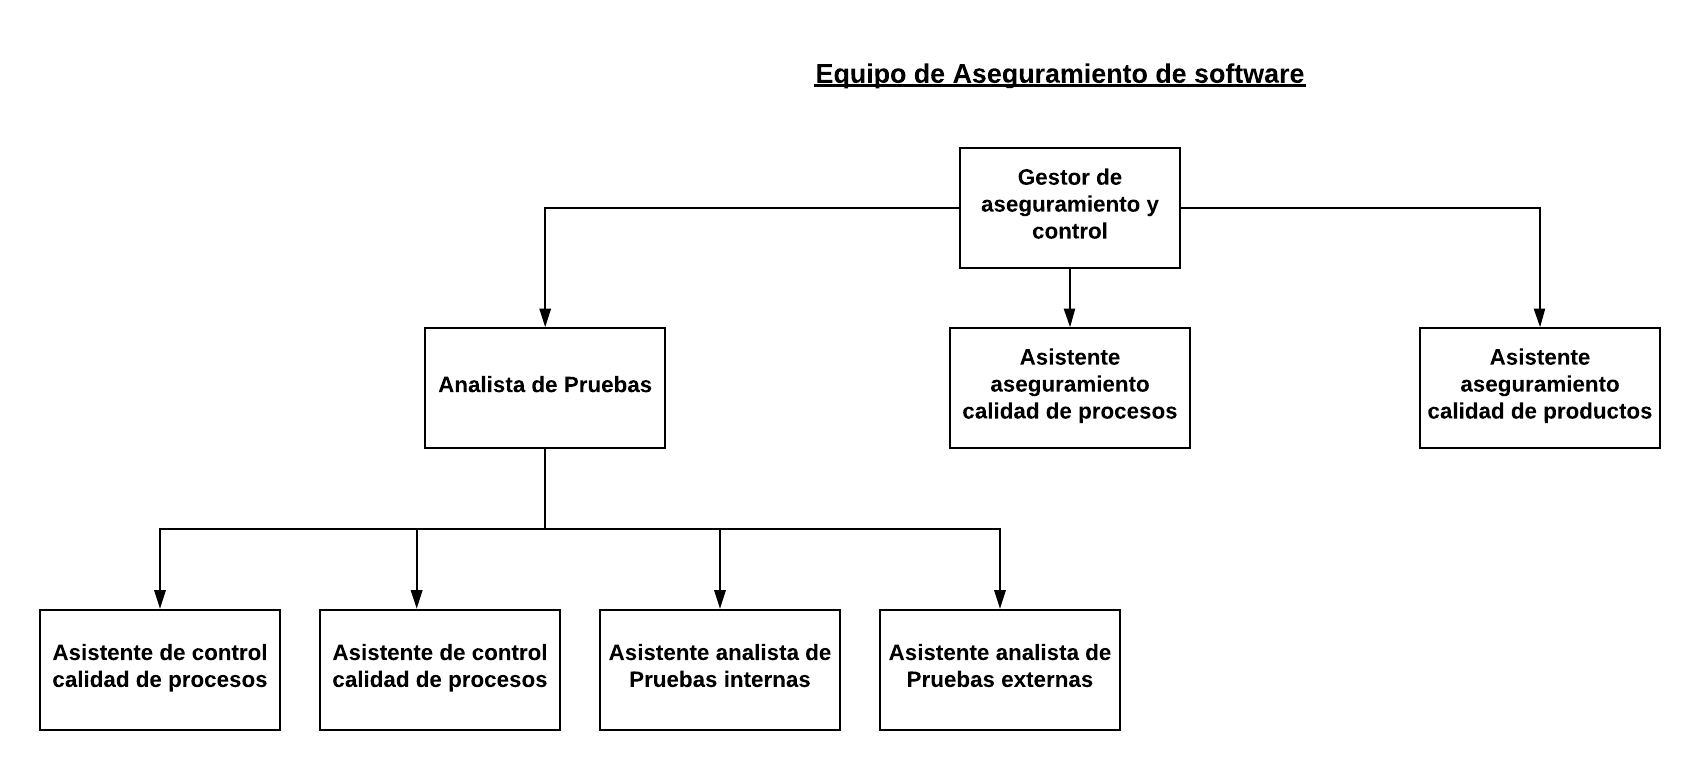 Equipo de Aseguramiento de software
Gestor de
aseguramiento y
control
Analista de Pruebas
Asistente
aseguramiento
calidad de procesos
Asistente
aseguramiento
calidad de productos
Asistente de control
calidad de procesos
Asistente de control
calidad de procesos
Asistente analista de
Pruebas internas
Asistente analista de
Pruebas externas